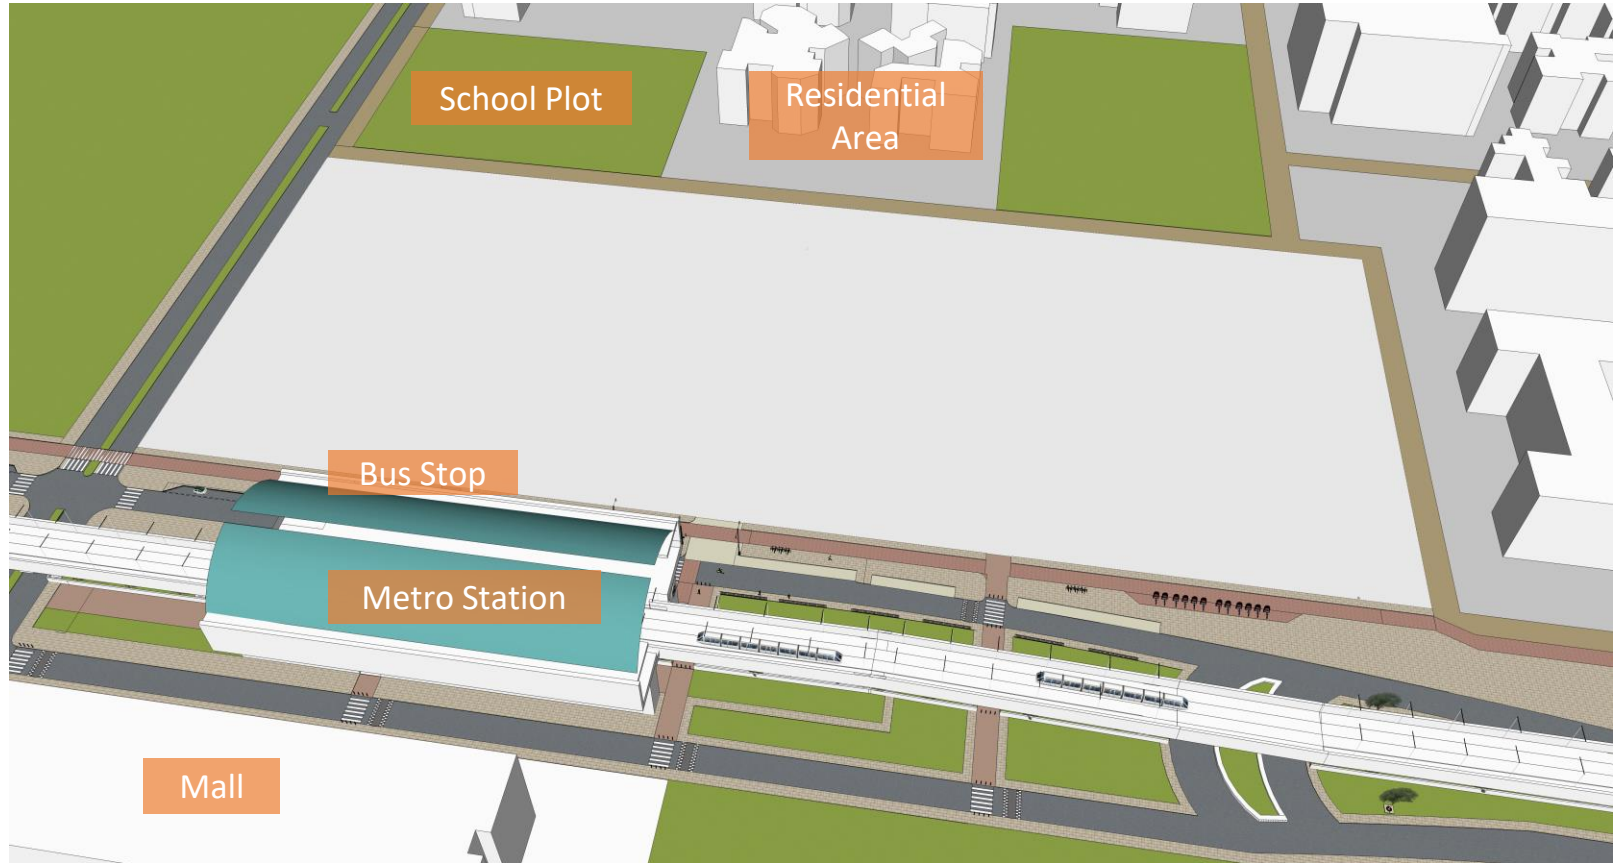 School Plot
Residential
Area
Bus Stop
Metro Station
Mall